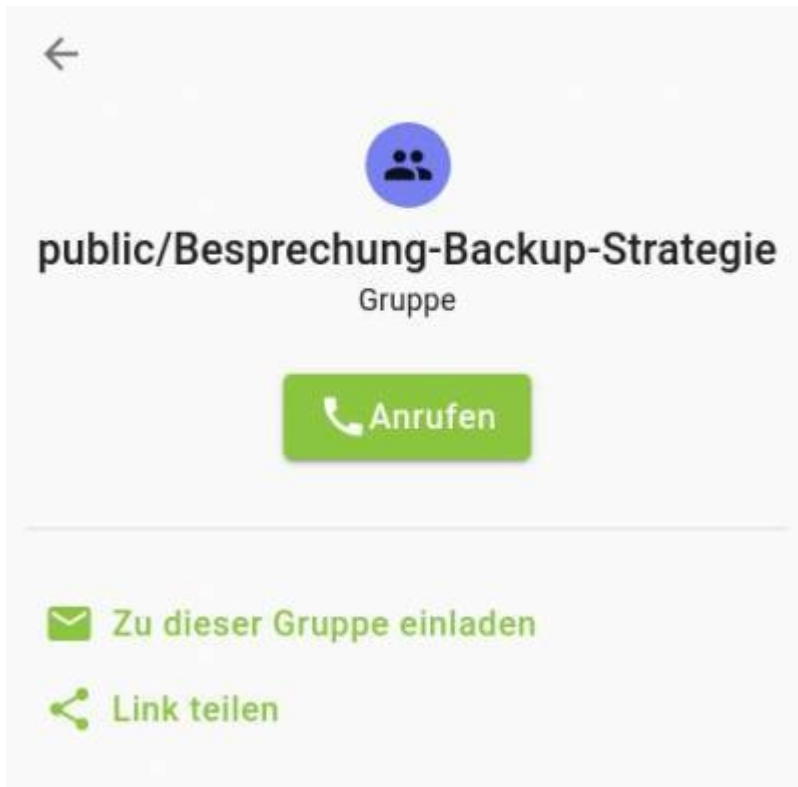 public/Besprechung-Backup-Strategie
Gruppe
Anrufen
Zu dieser Gruppe einladen
Link teilen